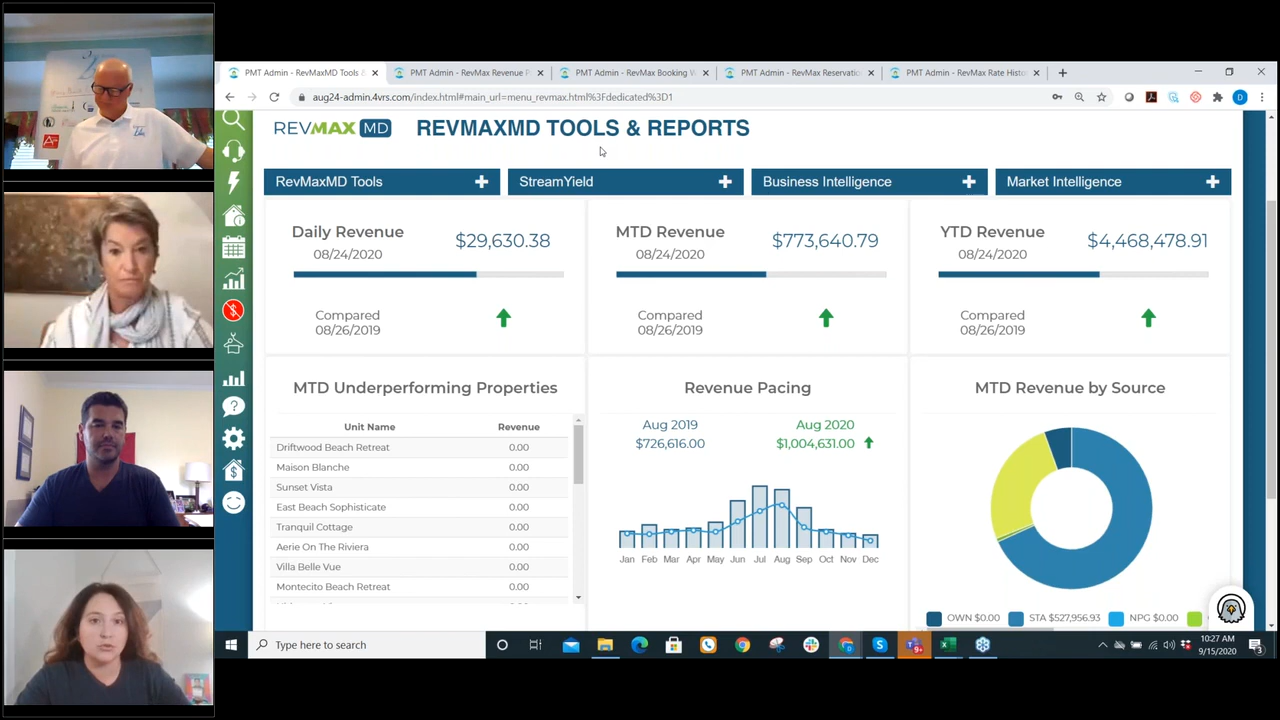 PMT Admin - RevMaxMD Tools &
PMT Admin - RevMax Revenue P
PMT Admin - RevMax Booking W
PMT Admin - RevMax Reservatio
PMT Admin - RevMax Rate Histo
aug24-admin.4vrs.com/index.html#main_url=menu_revmax.html%3Fdedicated%3D1
D
REVMAX MD
REVMAXMD TOOLS & REPORTS
RevMaxMD Tools +
StreamYield +
Business Intelligence +
Market Intelligence +
Daily Revenue
08/24/2020
$29,630.38
Compared
08/26/2019
MTD Revenue
08/24/2020
$773,640.79
Compared
08/26/2019
YTD Revenue
08/24/2020
$4,468,478.91
Compared
08/26/2019
MTD Underperforming Properties
Unit Name Revenue
Driftwood Beach Retreat 0.00
Maison Blanche 0.00
Sunset Vista 0.00
East Beach Sophisticate 0.00
Tranquil Cottage 0.00
Aerie On The Riviera 0.00
Villa Belle Vue 0.00
Montecito Beach Retreat 0.00
Revenue Pacing
Aug 2019
$726,616.00
Aug 2020
$1,004,631.00
Jan Feb Mar Apr May Jun Jul Aug Sep Oct Nov Dec
MTD Revenue by Source
OWN $0.00 STA $527,956.93 NPG $0.00
Type here to search
10:27 AM
9/15/2020